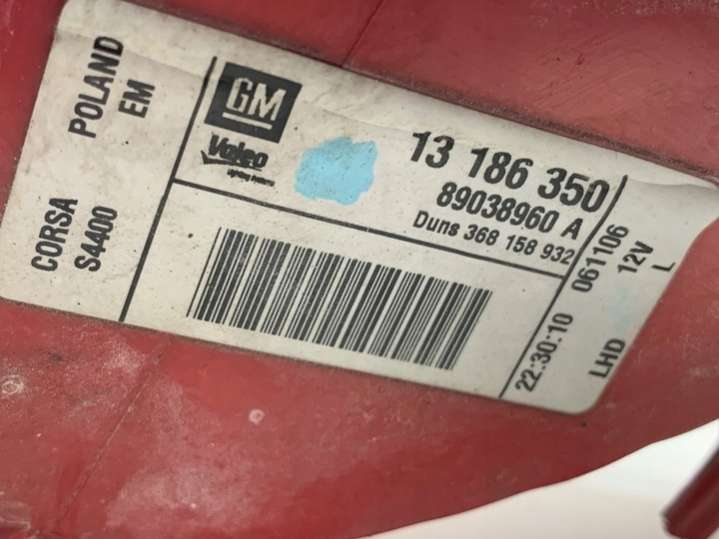 POLAND
EM
CORSA
S4400
GM
Valeo
13 186 350
89038960 A
Duns 368 158 932
22:30:10 061106
LHD 12V
L